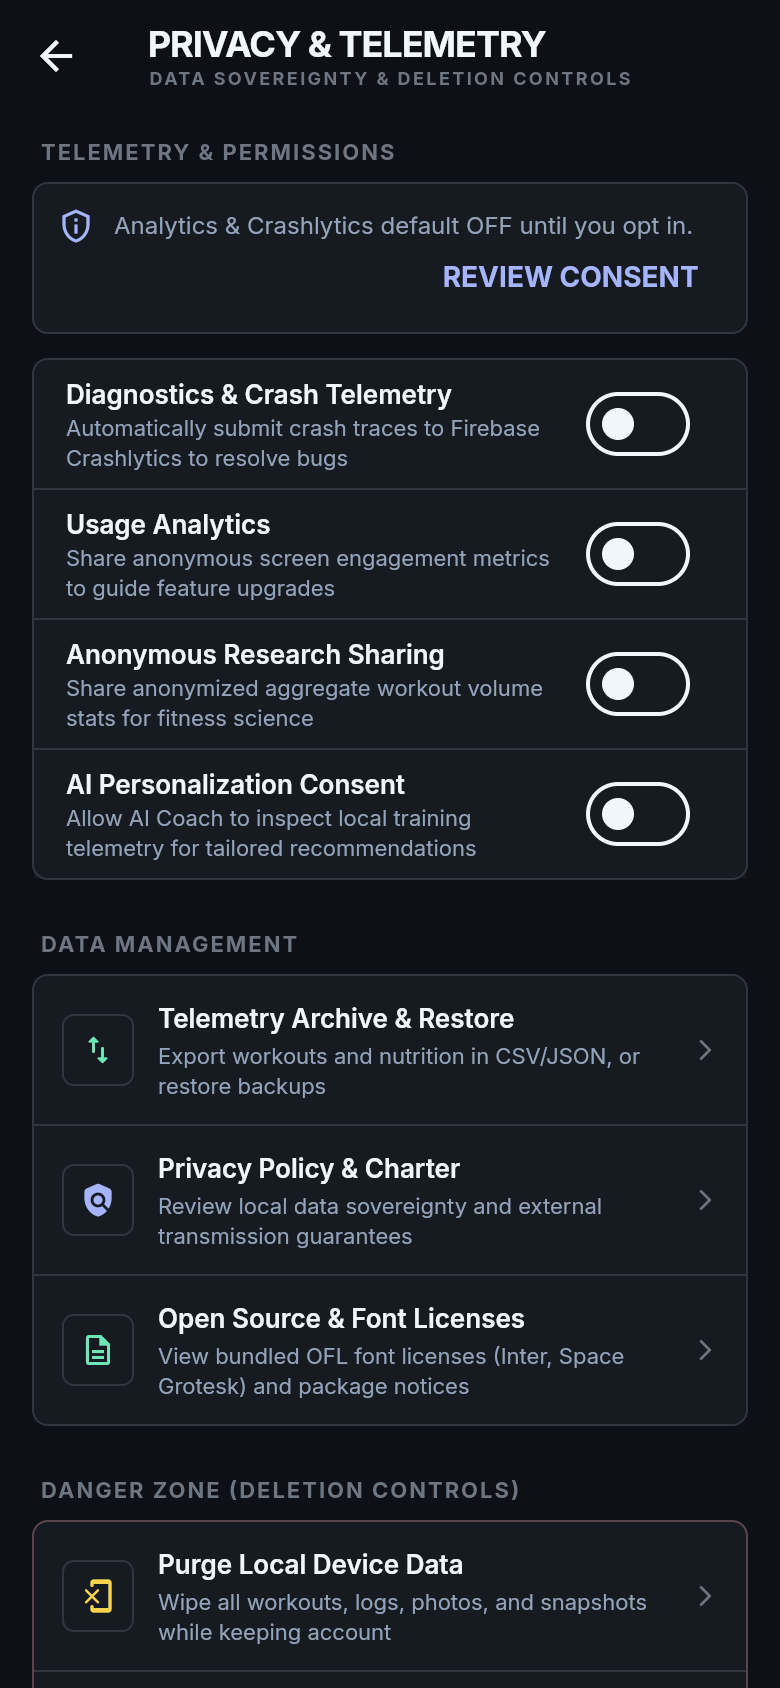 PRIVACY & TELEMETRY
DATA SOVEREIGNTY & DELETION CONTROLS
TELEMETRY & PERMISSIONS
Analytics & Crashlytics default OFF until you opt in.
REVIEW CONSENT
Diagnostics & Crash Telemetry
Automatically submit crash traces to Firebase
Crashlytics to resolve bugs
Usage Analytics
Share anonymous screen engagement metrics
to guide feature upgrades
Anonymous Research Sharing
Share anonymized aggregate workout volume
stats for fitness science
AI Personalization Consent
Allow AI Coach to inspect local training
telemetry for tailored recommendations
DATA MANAGEMENT
Telemetry Archive & Restore
Export workouts and nutrition in CSV/JSON, or
restore backups
Privacy Policy & Charter
Review local data sovereignty and external
transmission guarantees
Open Source & Font Licenses
View bundled OFL font licenses (Inter, Space
Grotesk) and package notices
DANGER ZONE (DELETION CONTROLS)
Purge Local Device Data
Wipe all workouts, logs, photos, and snapshots
while keeping account